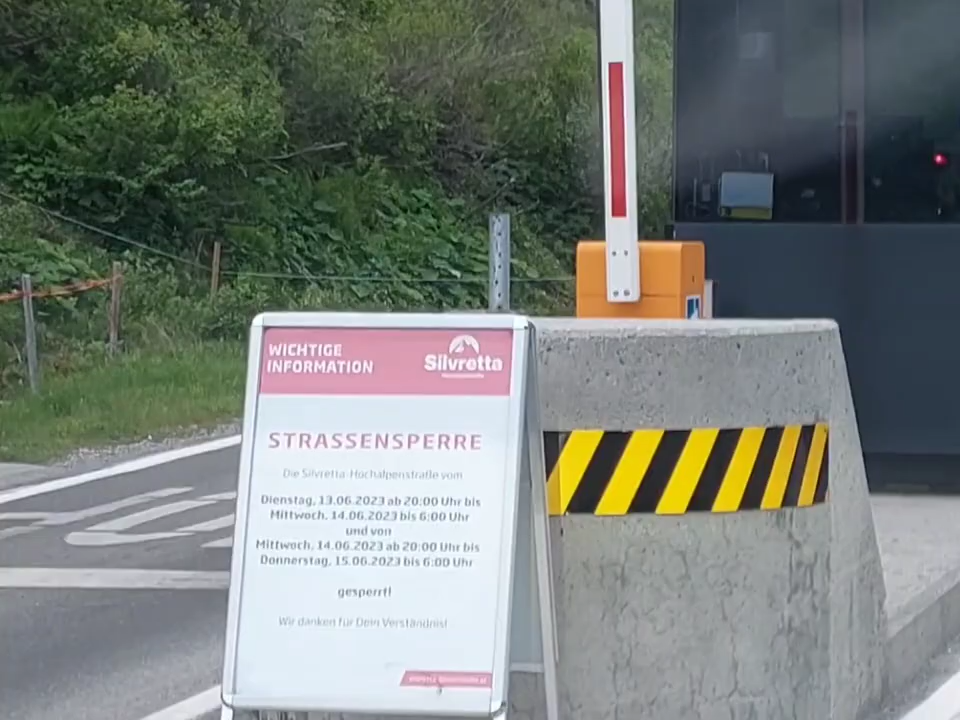 WICHTIGE
INFORMATION
Silvretta
STRASSENSPERRE
Die Silvretta-Hochalpenstraße vom
Dienstag, 13.06.2023 ab 20:00 Uhr bis
Mittwoch, 14.06.2023 bis 6:00 Uhr
und von
Mittwoch, 14.06.2023 ab 20:00 Uhr bis
Donnerstag, 15.06.2023 bis 6:00 Uhr
gesperrt!
Wir danken für Dein Verständnis!